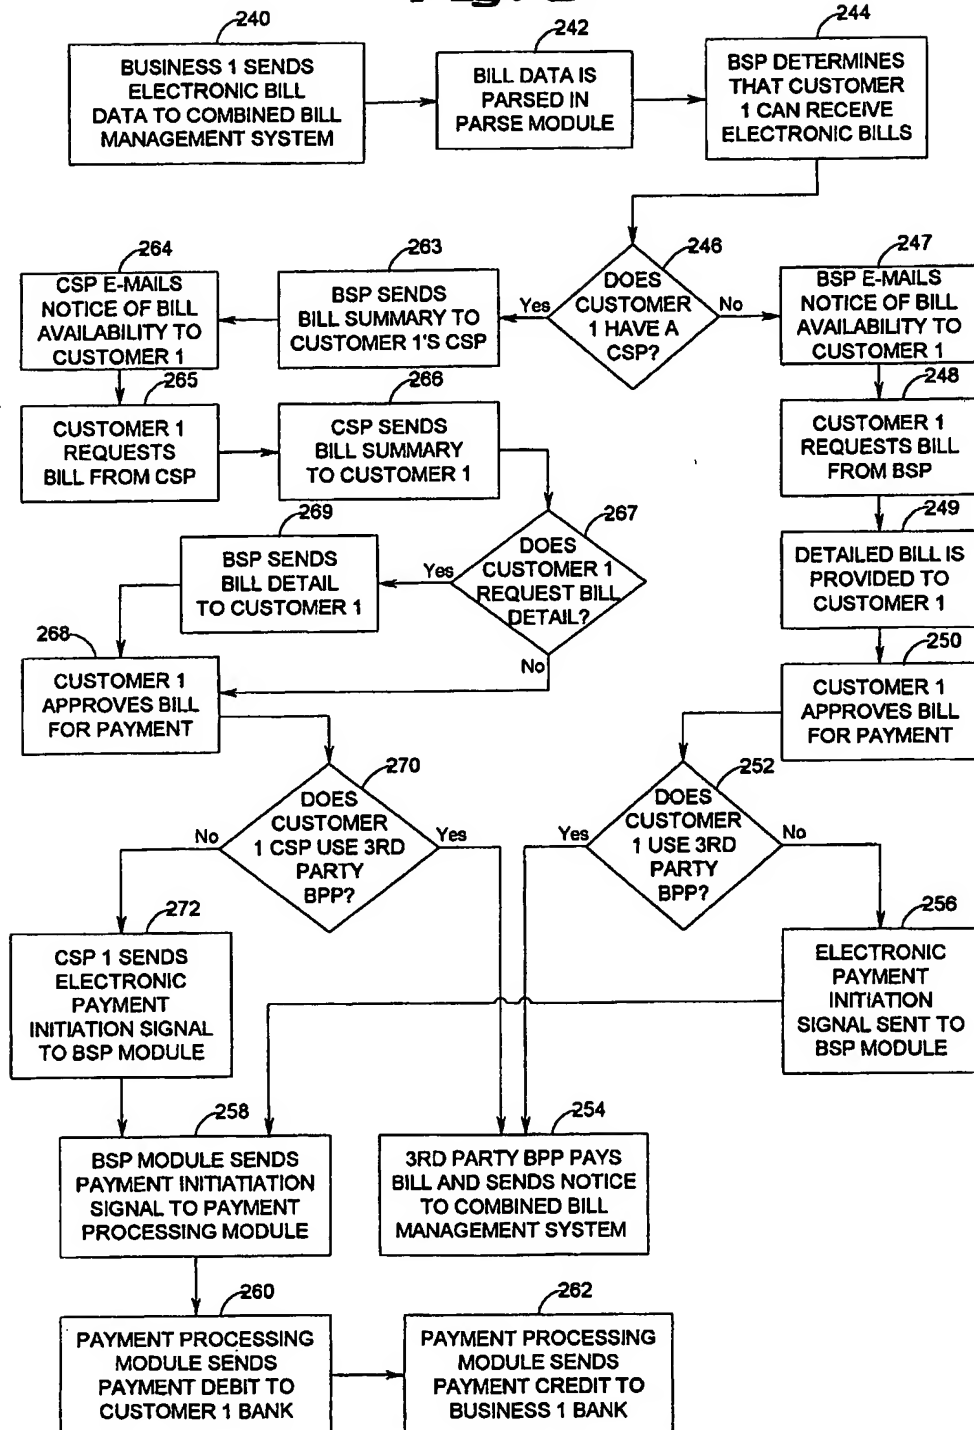 240
BUSINESS 1 SENDS
ELECTRONIC BILL
DATA TO COMBINED BILL
MANAGEMENT SYSTEM
242
BILL DATA IS
PARSED IN
PARSE MODULE
244
BSP DETERMINES
THAT CUSTOMER
1 CAN RECEIVE
ELECTRONIC BILLS
264
CSP E-MAILS
NOTICE OF BILL
AVAILABILITY TO
CUSTOMER 1
263
BSP SENDS
BILL SUMMARY TO
CUSTOMER 1'S CSP
Yes
246
DOES
CUSTOMER
1 HAVE A
CSP?
No
247
BSP E-MAILS
NOTICE OF BILL
AVAILABILITY TO
CUSTOMER 1
265
CUSTOMER 1
REQUESTS
BILL FROM CSP
266
CSP SENDS
BILL SUMMARY
TO CUSTOMER 1
248
CUSTOMER 1
REQUESTS BILL
FROM BSP
269
BSP SENDS
BILL DETAIL
TO CUSTOMER 1
Yes
267
DOES
CUSTOMER 1
REQUEST BILL
DETAIL?
No
249
DETAILED BILL IS
PROVIDED TO
CUSTOMER 1
268
CUSTOMER 1
APPROVES BILL
FOR PAYMENT
250
CUSTOMER 1
APPROVES BILL
FOR PAYMENT
No
270
DOES
CUSTOMER
1 CSP USE 3RD
PARTY
BPP?
Yes
Yes
252
DOES
CUSTOMER
1 USE 3RD
PARTY
BPP?
No
272
CSP 1 SENDS
ELECTRONIC
PAYMENT
INITIATION SIGNAL
TO BSP MODULE
256
ELECTRONIC
PAYMENT
INITIATION
SIGNAL SENT TO
BSP MODULE
258
BSP MODULE SENDS
PAYMENT INITIATIATION
SIGNAL TO PAYMENT
PROCESSING MODULE
254
3RD PARTY BPP PAYS
BILL AND SENDS NOTICE
TO COMBINED BILL
MANAGEMENT SYSTEM
260
PAYMENT PROCESSING
MODULE SENDS
PAYMENT DEBIT TO
CUSTOMER 1 BANK
262
PAYMENT PROCESSING
MODULE SENDS
PAYMENT CREDIT TO
BUSINESS 1 BANK